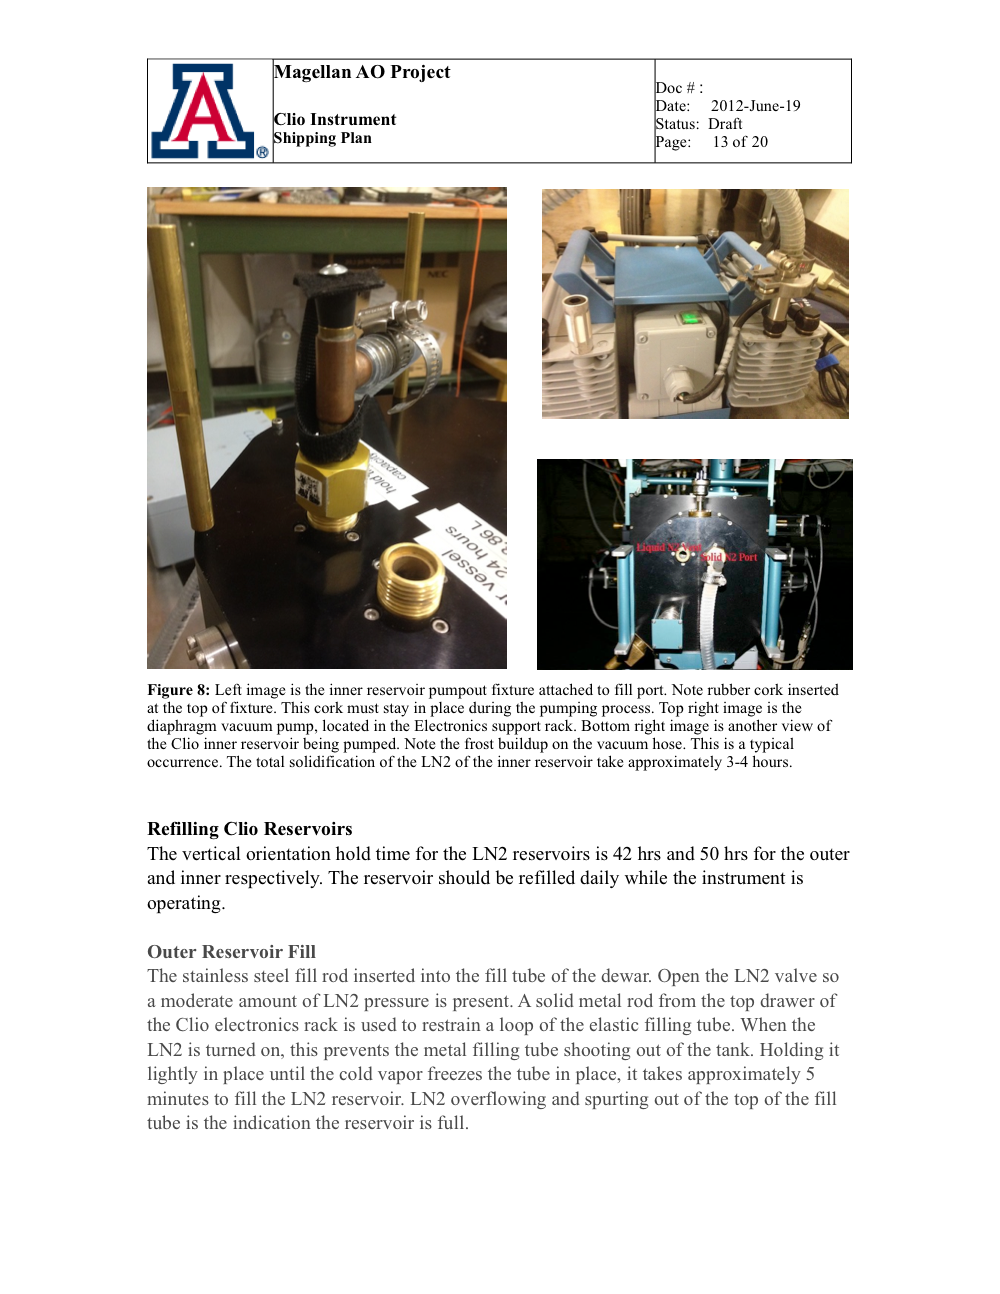 Magellan AO Project
Clio Instrument
Shipping Plan
Doc # :
Date: 2012-June-19
Status: Draft
Page: 13 of 20
A
®
NEC
hold
capaci
.86 L
24 hours
r vessel
Liquid N2 Port
Solid N2 Port
Figure 8: Left image is the inner reservoir pumpout fixture attached to fill port. Note rubber cork inserted
at the top of fixture. This cork must stay in place during the pumping process. Top right image is the
diaphragm vacuum pump, located in the Electronics support rack. Bottom right image is another view of
the Clio inner reservoir being pumped. Note the frost buildup on the vacuum hose. This is a typical
occurrence. The total solidification of the LN2 of the inner reservoir take approximately 3-4 hours.
Refilling Clio Reservoirs
The vertical orientation hold time for the LN2 reservoirs is 42 hrs and 50 hrs for the outer
and inner respectively. The reservoir should be refilled daily while the instrument is
operating.
Outer Reservoir Fill
The stainless steel fill rod inserted into the fill tube of the dewar. Open the LN2 valve so
a moderate amount of LN2 pressure is present. A solid metal rod from the top drawer of
the Clio electronics rack is used to restrain a loop of the elastic filling tube. When the
LN2 is turned on, this prevents the metal filling tube shooting out of the tank. Holding it
lightly in place until the cold vapor freezes the tube in place, it takes approximately 5
minutes to fill the LN2 reservoir. LN2 overflowing and spurting out of the top of the fill
tube is the indication the reservoir is full.